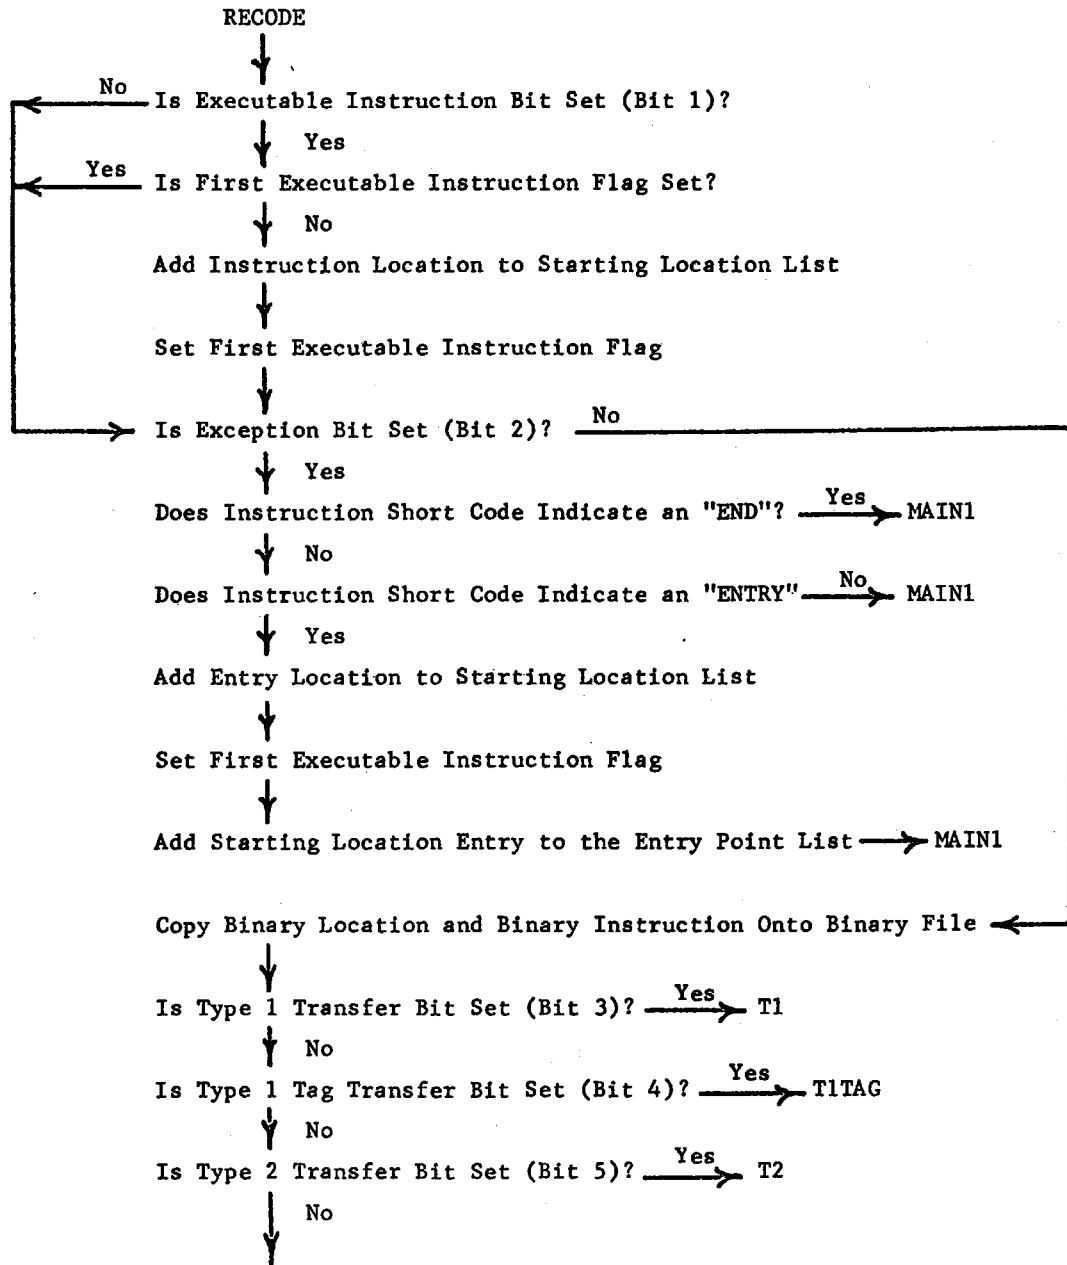 RECODE
No
Is Executable Instruction Bit Set (Bit 1)?
Yes
Yes
Is First Executable Instruction Flag Set?
No
Add Instruction Location to Starting Location List
Set First Executable Instruction Flag
Is Exception Bit Set (Bit 2)? No
Yes
Does Instruction Short Code Indicate an "END"? Yes MAIN1
No
Does Instruction Short Code Indicate an "ENTRY" No MAIN1
Yes
Add Entry Location to Starting Location List
Set First Executable Instruction Flag
Add Starting Location Entry to the Entry Point List MAIN1
Copy Binary Location and Binary Instruction Onto Binary File
Is Type 1 Transfer Bit Set (Bit 3)? Yes T1
No
Is Type 1 Tag Transfer Bit Set (Bit 4)? Yes T1TAG
No
Is Type 2 Transfer Bit Set (Bit 5)? Yes T2
No